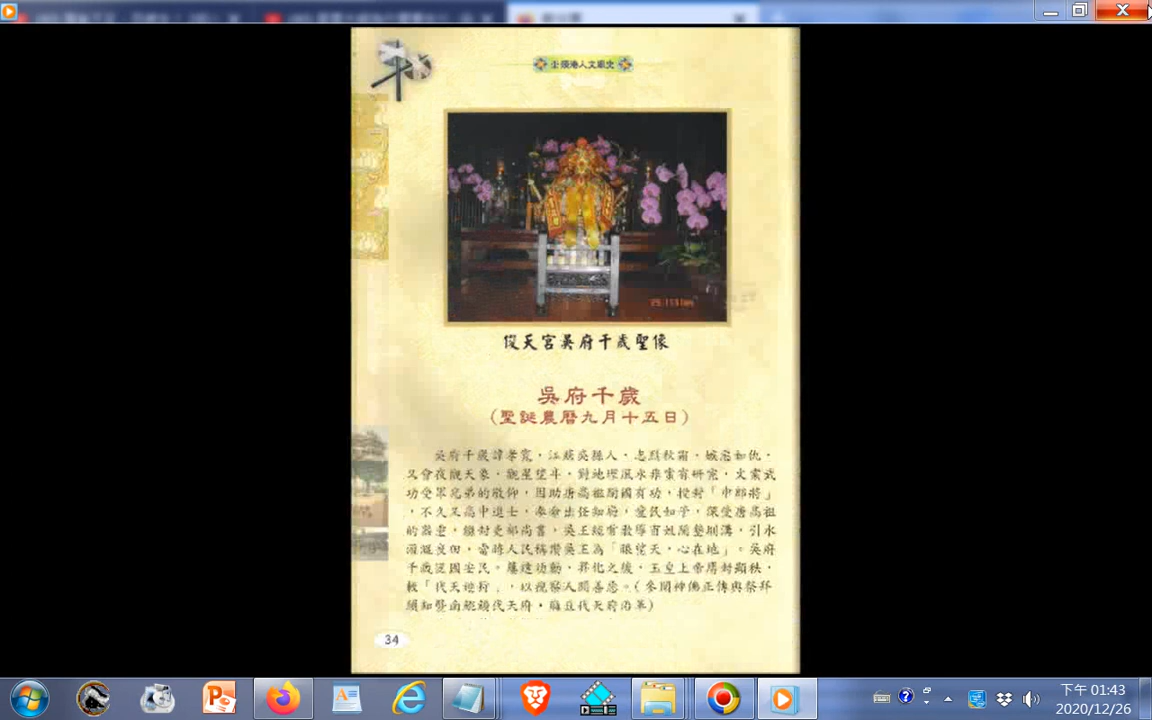 尖頭港人文風史
俊天宮吳府千歲聖像
吳府千歲
（聖誕農曆九月十五日）
吳府千歲諱孝寬，江蘇吳縣人，忠烈秋霜，嫉惡如仇，
又會夜觀天象，觀星望斗，對地理風水非常有研究，文韜武
功受眾兄弟的敬仰，因助唐高祖開國有功，授封「中郎將」
，不久又高中進士，奉命出任知府，愛民如子，深受唐高祖
的器重，繼封吏部尚書，吳王經常教導百姓開墾圳溝，引水
灌溉良田，當時人民稱讚吳王為「眼望天，心在地」。吳府
千歲從國安民。屢建功勳，昇化之後，玉皇上帝
「代天巡狩」，以視察人間善惡。（參閱神佛正傳與祭拜
須知暨南鯤鯓代天府，麻豆代天府沿革）
34
下午 01:43
2020/12/26